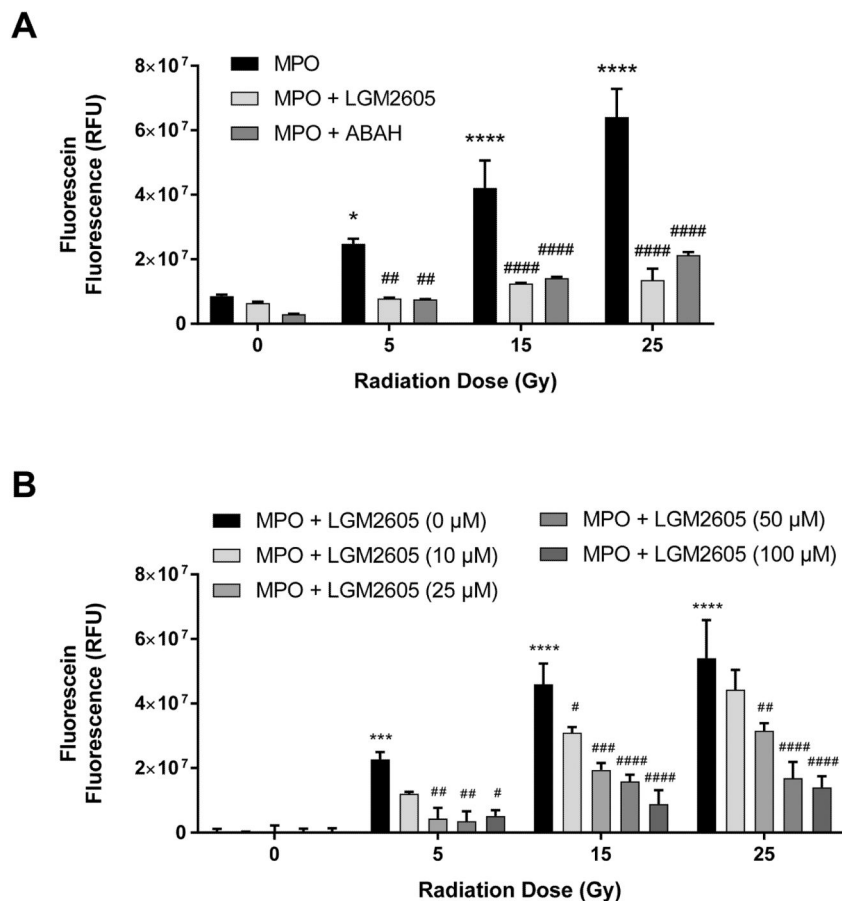 A
MPO
MPO + LGM2605
MPO + ABAH
Fluorescein
Fluorescence (RFU)
8×10⁷
6×10⁷
4×10⁷
2×10⁷
0
*
##
##
****
####
####
****
####
####
0 5 15 25
Radiation Dose (Gy)
B
MPO + LGM2605 (0 µM)
MPO + LGM2605 (10 µM)
MPO + LGM2605 (25 µM)
MPO + LGM2605 (50 µM)
MPO + LGM2605 (100 µM)
Fluorescein
Fluorescence (RFU)
8×10⁷
6×10⁷
4×10⁷
2×10⁷
0
***
##
##
#
****
#
###
####
####
****
##
####
####
0 5 15 25
Radiation Dose (Gy)